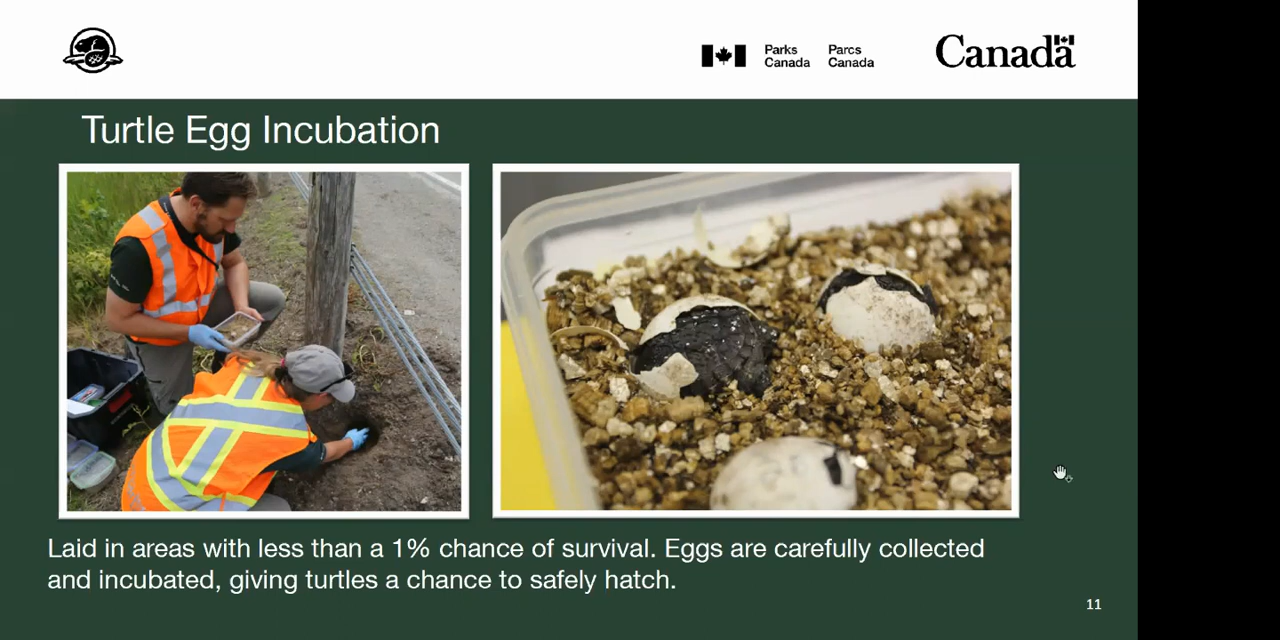 Parks Canada
Parcs Canada
Canada
Turtle Egg Incubation
Laid in areas with less than a 1% chance of survival. Eggs are carefully collected
and incubated, giving turtles a chance to safely hatch.
11